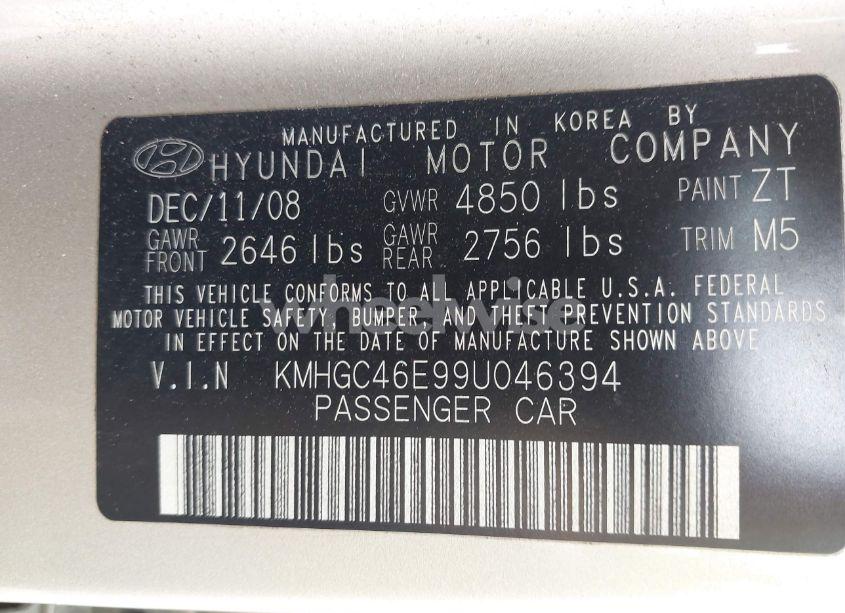 MANUFACTURED IN KOREA BY
HYUNDAI MOTOR COMPANY
DEC/11/08 GVWR 4850 lbs PAINT ZT
GAWR FRONT 2646 lbs GAWR REAR 2756 lbs TRIM M5
THIS VEHICLE CONFORMS TO ALL APPLICABLE U.S.A. FEDERAL
MOTOR VEHICLE SAFETY, BUMPER, AND THEFT PREVENTION STANDARDS
IN EFFECT ON THE DATE OF MANUFACTURE SHOWN ABOVE
wheelwise
V.I.N KMHGC46E99U046394
PASSENGER CAR